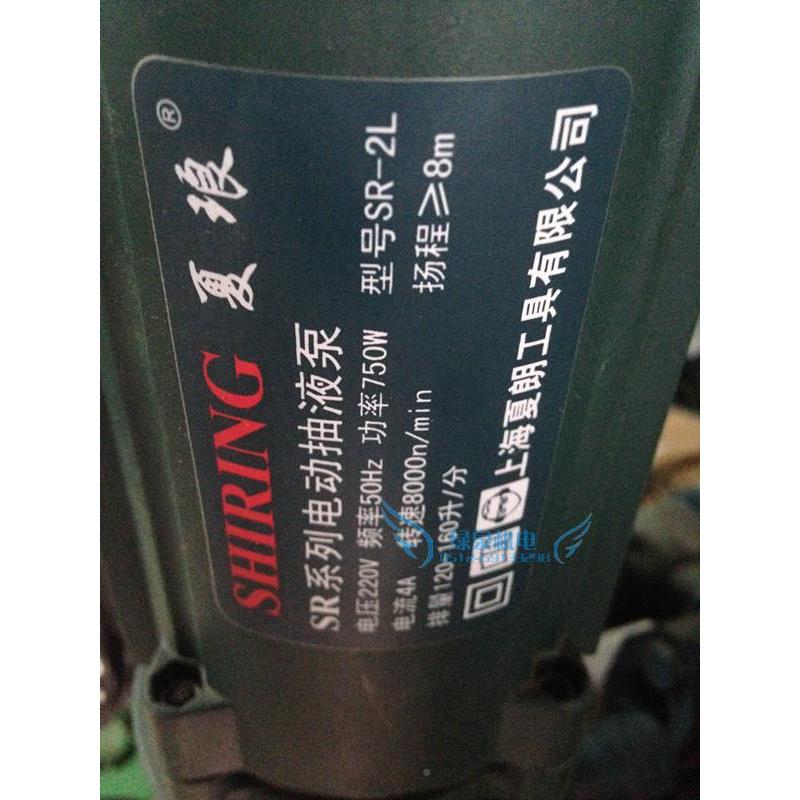 SHIRING 夏琅®
SR系列电动抽液泵
电压220V 频率50Hz 功率750W 型号SR-2L
电流4A 转速8000n/min 扬程≥8m
排量120-160升/分
上海夏朗工具有限公司